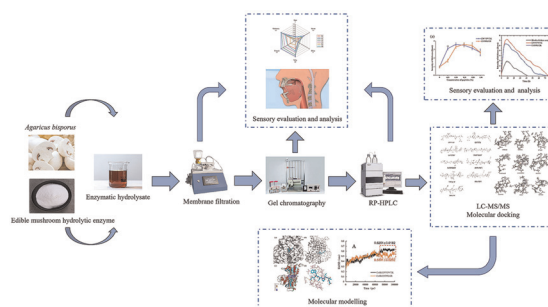 Sensory evaluation and analysis
Sensory evaluation and analysis
Agaricus bisporus
Enzymatic hydrolysate
Edible mushroom hydrolytic enzyme
Membrane filtration
Gel chromatography
RP-HPLC
LC-MS/MS
Molecular docking
A
Molecular modelling